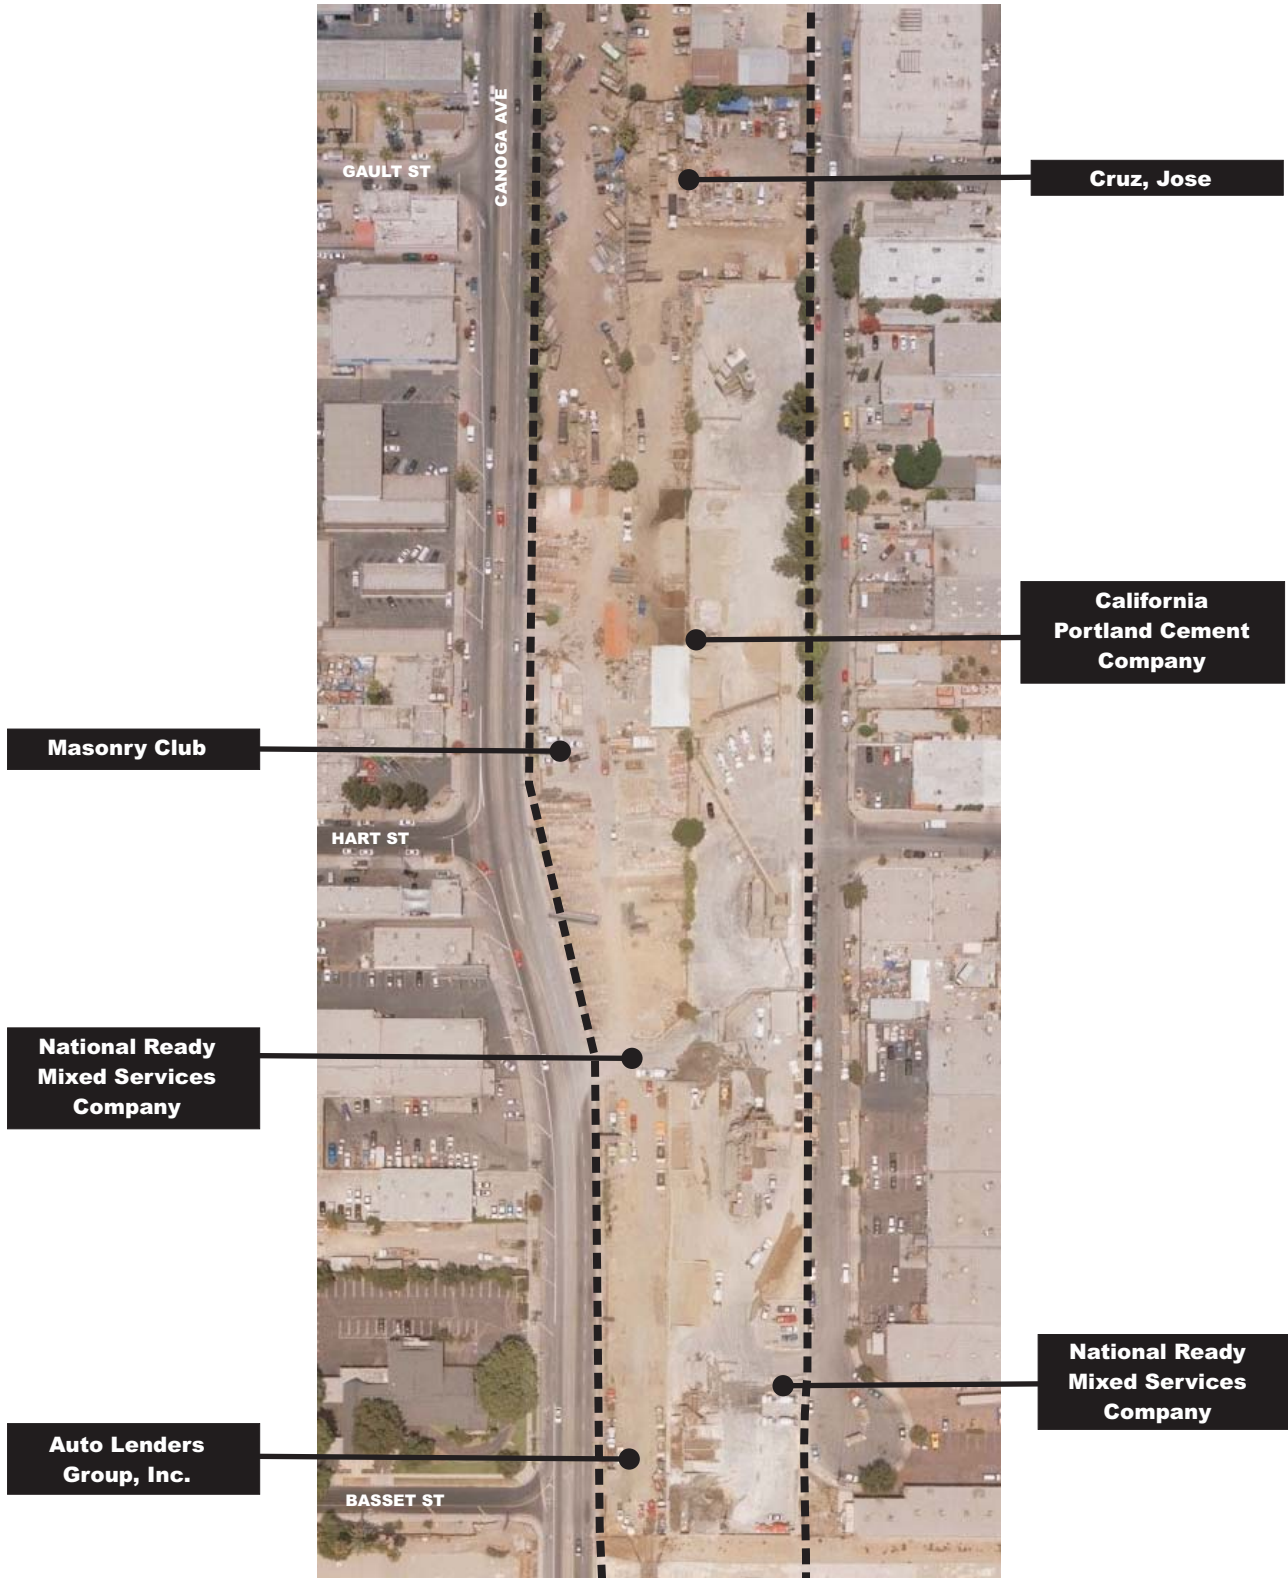 CANOGA AVE
GAULT ST
Cruz, Jose
California
Portland Cement
Company
Masonry Club
HART ST
National Ready
Mixed Services
Company
National Ready
Mixed Services
Company
Auto Lenders
Group, Inc.
BASSET ST